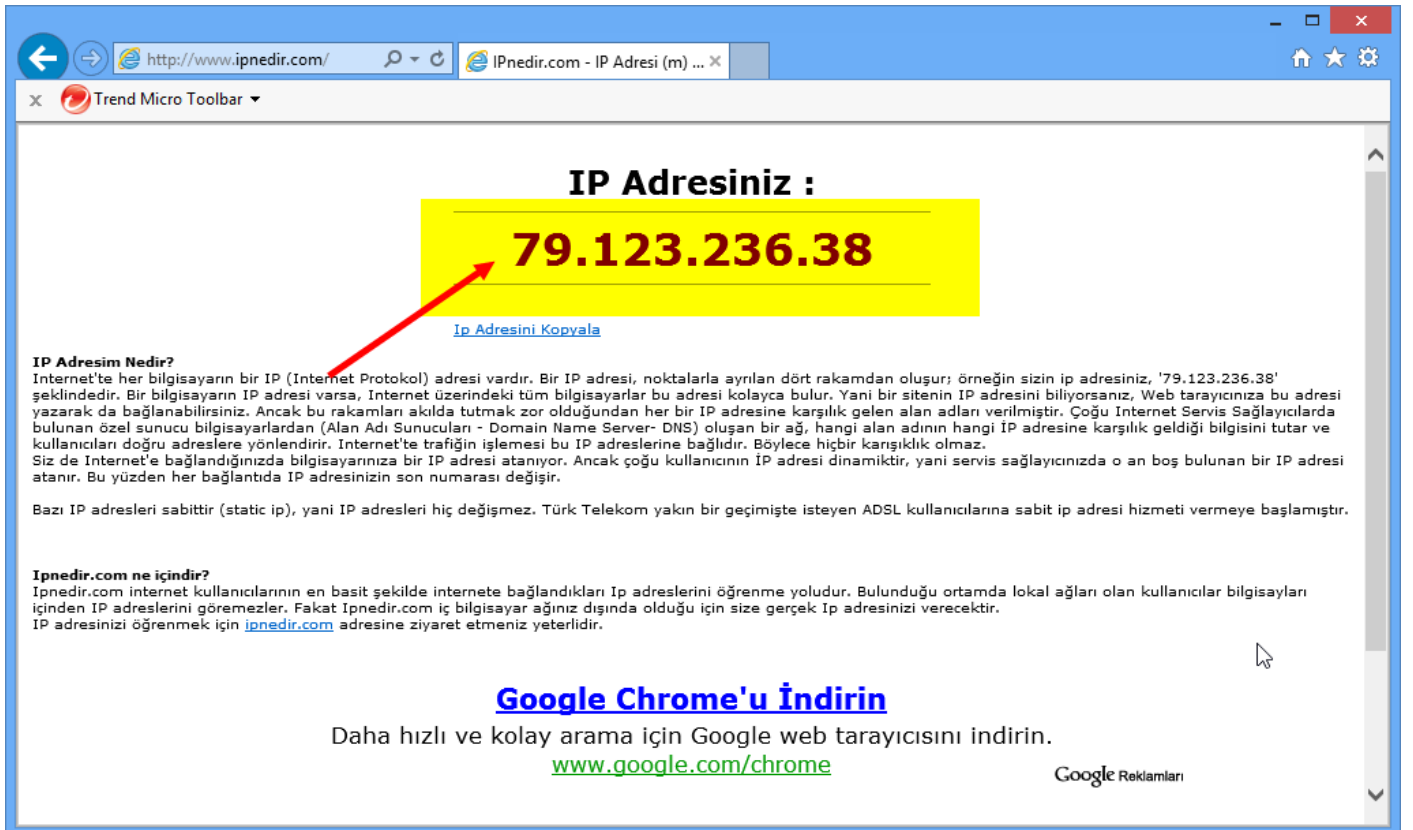 http://www.ipnedir.com/
IPnedir.com - IP Adresi (m) ...
x Trend Micro Toolbar
IP Adresiniz :
79.123.236.38
Ip Adresini Kopyala
IP Adresim Nedir?
Internet'te her bilgisayarın bir IP (Internet Protokol) adresi vardır. Bir IP adresi, noktalarla ayrılan dört rakamdan oluşur; örneğin sizin ip adresiniz, '79.123.236.38'
şeklindedir. Bir bilgisayarın IP adresi varsa, Internet üzerindeki tüm bilgisayarlar bu adresi kolayca bulur. Yani bir sitenin IP adresini biliyorsanız, Web tarayıcınıza bu adresi
yazarak da bağlanabilirsiniz. Ancak bu rakamları akılda tutmak zor olduğundan her bir IP adresine karşılık gelen alan adları verilmiştir. Çoğu Internet Servis Sağlayıcılarda
bulunan özel sunucu bilgisayarlardan (Alan Adı Sunucuları - Domain Name Server- DNS) oluşan bir ağ, hangi alan adının hangi İP adresine karşılık geldiği bilgisini tutar ve
kullanıcıları doğru adreslere yönlendirir. Internet'te trafiğin işlemesi bu IP adreslerine bağlıdır. Böylece hiçbir karışıklık olmaz.
Siz de Internet'e bağlandığınızda bilgisayarınıza bir IP adresi atanıyor. Ancak çoğu kullanıcının İP adresi dinamiktir, yani servis sağlayıcınızda o an boş bulunan bir IP adresi
atanır. Bu yüzden her bağlantıda IP adresinizin son numarası değişir.
Bazı IP adresleri sabittir (static ip), yani IP adresleri hiç değişmez. Türk Telekom yakın bir geçimişte isteyen ADSL kullanıcılarına sabit ip adresi hizmeti vermeye başlamıştır.
Ipnedir.com ne içindir?
Ipnedir.com internet kullanıcılarının en basit şekilde internete bağlandıkları Ip adreslerini öğrenme yoludur. Bulunduğu ortamda lokal ağları olan kullanıcılar bilgisayları
içinden IP adreslerini göremezler. Fakat Ipnedir.com iç bilgisayar ağınız dışında olduğu için size gerçek Ip adresinizi verecektir.
IP adresinizi öğrenmek için ipnedir.com adresine ziyaret etmeniz yeterlidir.
Google Chrome'u İndirin
Daha hızlı ve kolay arama için Google web tarayıcısını indirin.
www.google.com/chrome
Google Reklamları